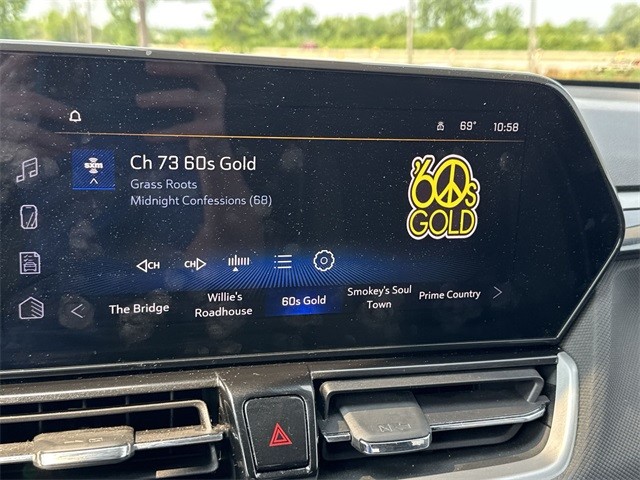 69° 10:58
sxm
Ch 73 60s Gold
Grass Roots
Midnight Confessions (68)
'60s
GOLD
CH CH
The Bridge
Willie's
Roadhouse
60s Gold
Smokey's Soul
Town
Prime Country